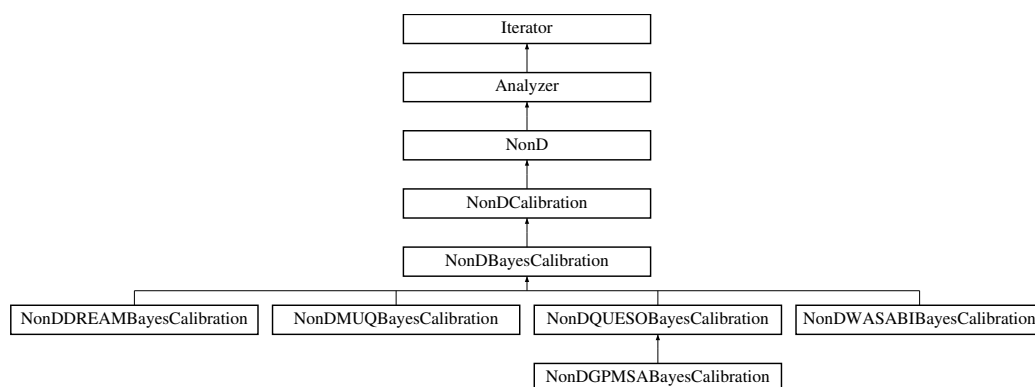 Iterator
Analyzer
NonD
NonDCalibration
NonDBayesCalibration
NonDDREAMBayesCalibration
NonDMUQBayesCalibration
NonDQUESOBayesCalibration
NonDWASABIBayesCalibration
NonDGPMSABayesCalibration